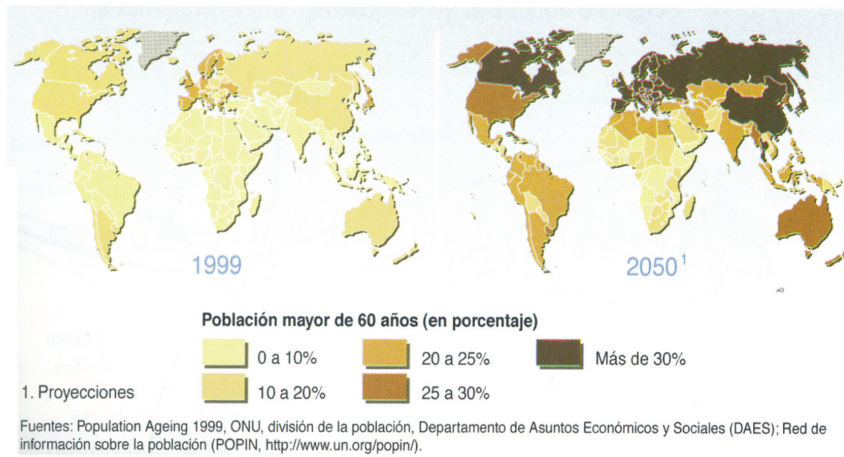 1999
2050¹
Población mayor de 60 años (en porcentaje)
0 a 10%
20 a 25%
Más de 30%
1. Proyecciones
10 a 20%
25 a 30%
Fuentes: Population Ageing 1999, ONU, división de la población, Departamento de Asuntos Económicos y Sociales (DAES); Red de
información sobre la población (POPIN, http://www.un.org/popin/).